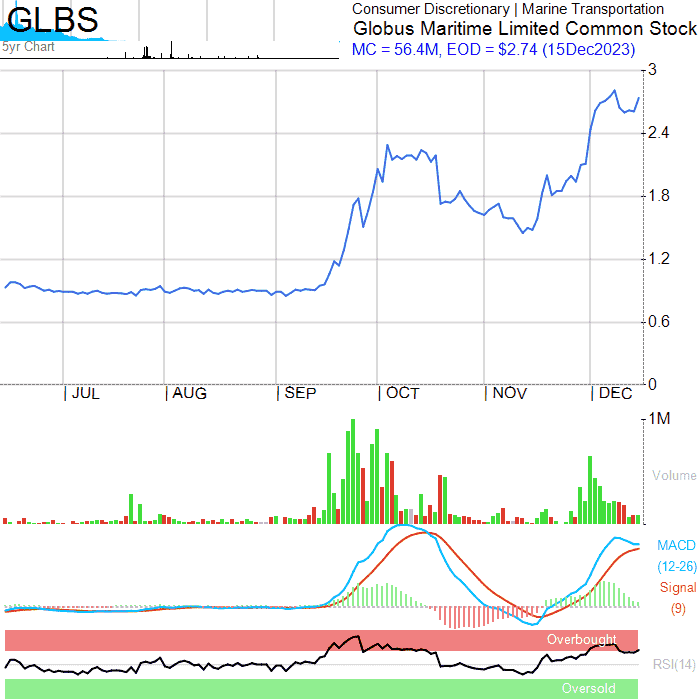 GLBS
Consumer Discretionary | Marine Transportation
Globus Maritime Limited Common Stock
MC = 56.4M, EOD = $2.74 (15Dec2023)
5yr Chart
3
2.4
1.8
1.2
0.6
0
| JUL | AUG | SEP | OCT | NOV | DEC
1M
Volume
MACD
(12-26)
Signal
(9)
Overbought
RSI(14)
Oversold